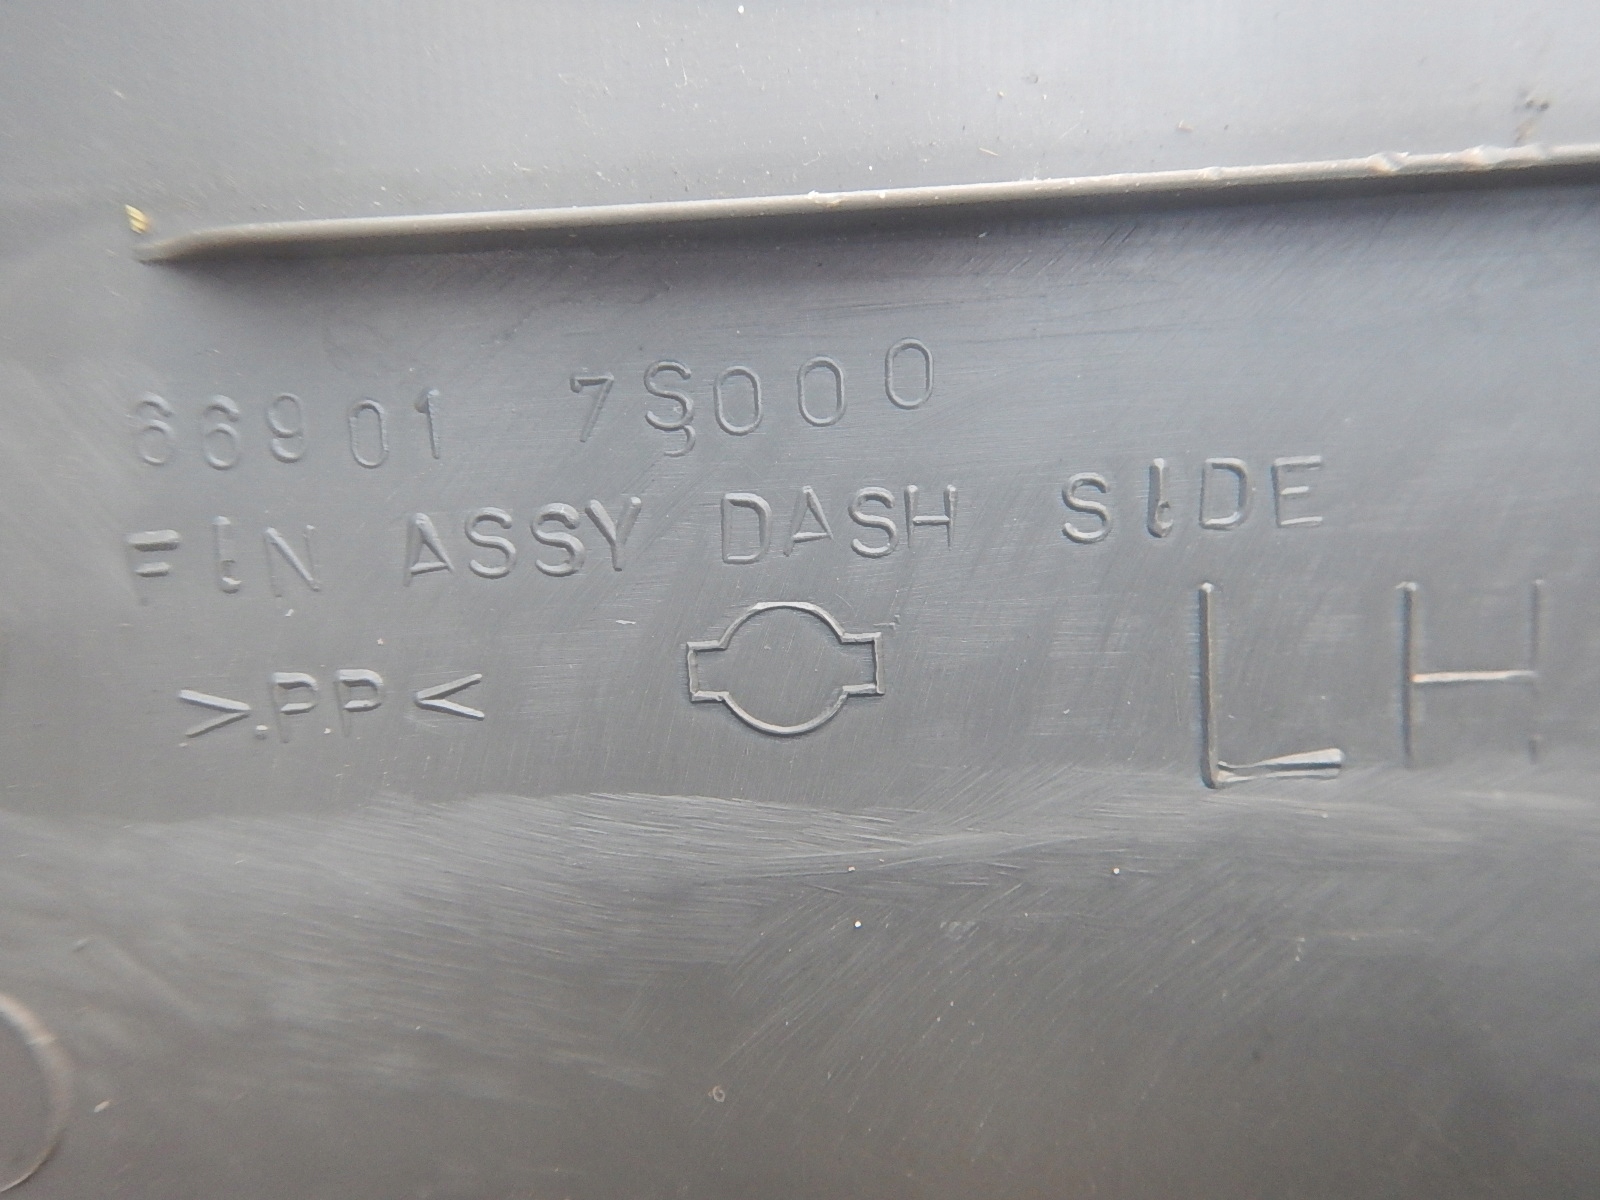 66901 7S000
FIN ASSY DASH SIDE
>PP<
LH